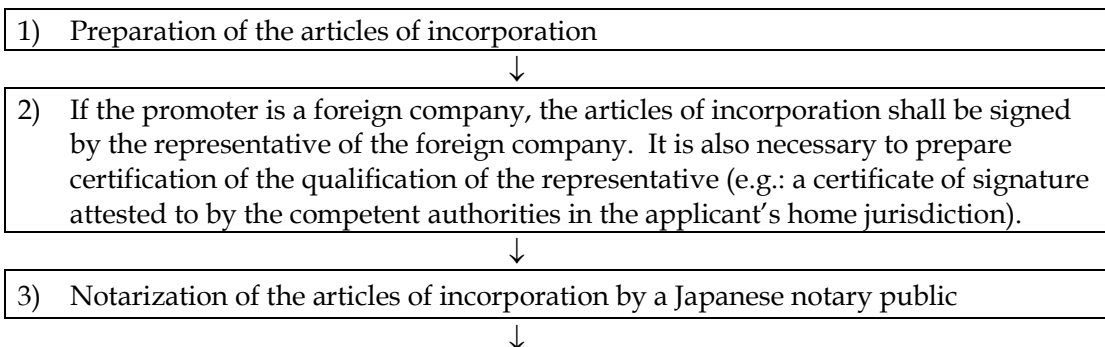 1) Preparation of the articles of incorporation
↓
2) If the promoter is a foreign company, the articles of incorporation shall be signed
by the representative of the foreign company.  It is also necessary to prepare
certification of the qualification of the representative (e.g.: a certificate of signature
attested to by the competent authorities in the applicant’s home jurisdiction).
↓
3) Notarization of the articles of incorporation by a Japanese notary public
↓